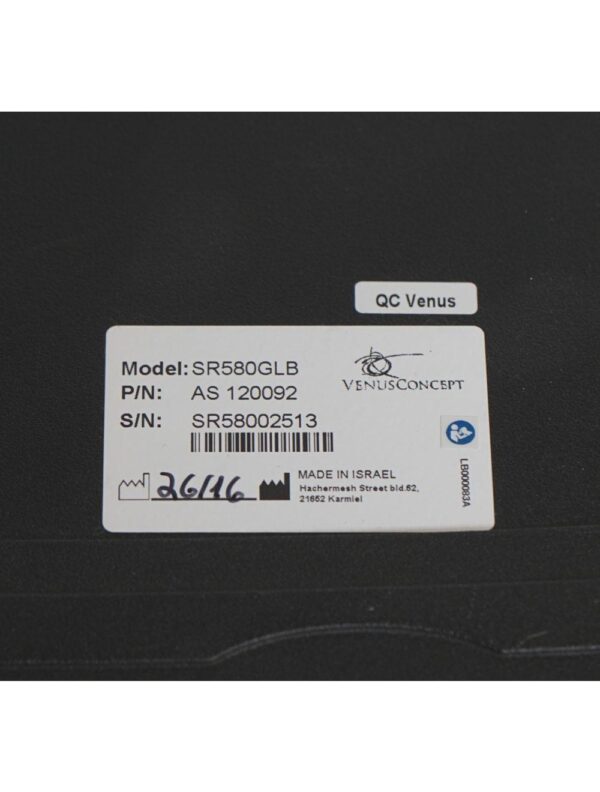 QC Venus
Model: SR580GLB
P/N: AS 120092
S/N: SR58002513
VENUSCONCEPT
26/16
MADE IN ISRAEL
Hachermesh Street bld.62,
21652 Karmiel
LB000083A